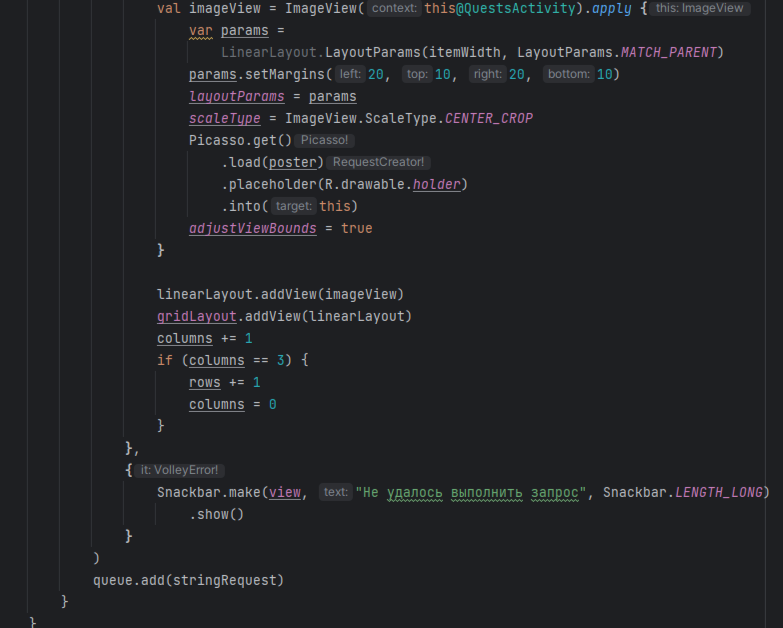 val imageView = ImageView( context: this@QuestsActivity).apply { this: ImageView
var params =
LinearLayout.LayoutParams(itemWidth, LayoutParams.MATCH_PARENT)
params.setMargins( left: 20, top: 10, right: 20, bottom: 10)
layoutParams = params
scaleType = ImageView.ScaleType.CENTER_CROP
Picasso.get() Picasso!
.load(poster) RequestCreator!
.placeholder(R.drawable.holder)
.into( target: this)
adjustViewBounds = true
}
linearLayout.addView(imageView)
gridLayout.addView(linearLayout)
columns += 1
if (columns == 3) {
rows += 1
columns = 0
}
},
{ it: VolleyError!
Snackbar.make(view, text: "Не удалось выполнить запрос", Snackbar.LENGTH_LONG)
.show()
}
)
queue.add(stringRequest)
}
}